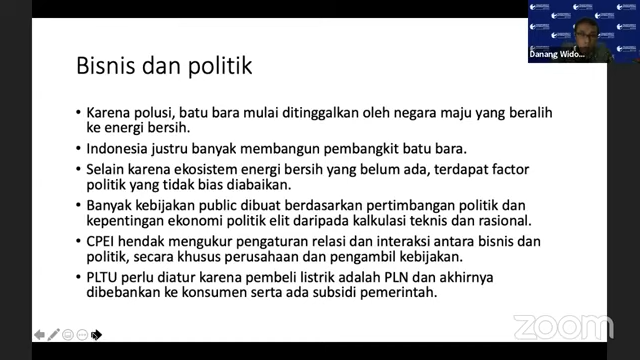 Danang Wido...
Bisnis dan politik
• Karena polusi, batu bara mulai ditinggalkan oleh negara maju yang beralih
ke energi bersih.
• Indonesia justru banyak membangun pembangkit batu bara.
• Selain karena ekosistem energi bersih yang belum ada, terdapat factor
politik yang tidak bias diabaikan.
• Banyak kebijakan public dibuat berdasarkan pertimbangan politik dan
kepentingan ekonomi politik elit daripada kalkulasi teknis dan rasional.
• CPEI hendak mengukur pengaturan relasi dan interaksi antara bisnis dan
politik, secara khusus perusahaan dan pengambil kebijakan.
• PLTU perlu diatur karena pembeli listrik adalah PLN dan akhirnya
dibebankan ke konsumen serta ada subsidi pemerintah.
zoom